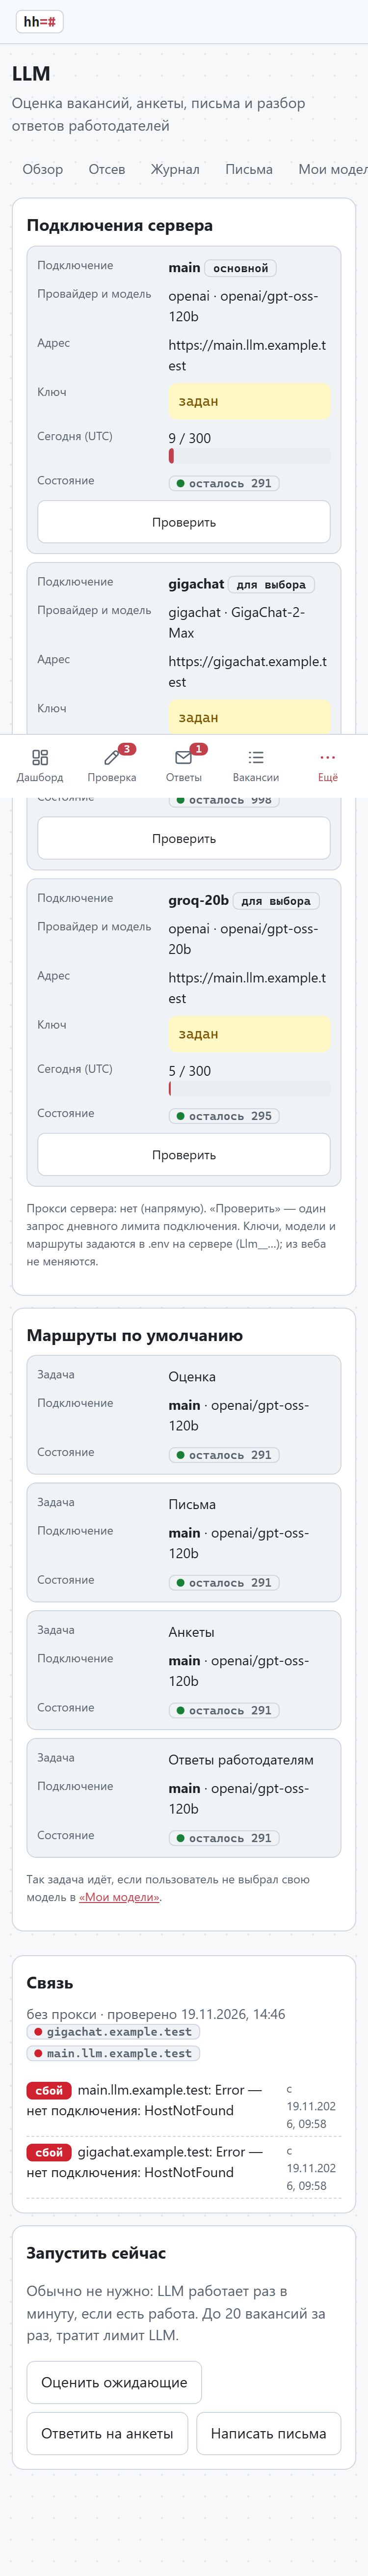 hh=#
LLM
Оценка вакансий, анкеты, письма и разбор
ответов работодателей
Обзор Отсев Журнал Письма Мои модел
Подключения сервера
Подключение main основной
Провайдер и модель openai · openai/gpt-oss-
120b
Адрес https://main.llm.example.t
est
Ключ задан
Сегодня (UTC) 9 / 300
Состояние осталось 291
Проверить
Подключение gigachat для выбора
Провайдер и модель gigachat · GigaChat-2-
Max
Адрес https://gigachat.example.t
est
Ключ задан
3 1
Дашборд Проверка Ответы Вакансии Ещё
Состояние осталось 998
Проверить
Подключение groq-20b для выбора
Провайдер и модель openai · openai/gpt-oss-
20b
Адрес https://main.llm.example.t
est
Ключ задан
Сегодня (UTC) 5 / 300
Состояние осталось 295
Проверить
Прокси сервера: нет (напрямую). «Проверить» — один
запрос дневного лимита подключения. Ключи, модели и
маршруты задаются в .env на сервере (Llm__…); из веба
не меняются.
Маршруты по умолчанию
Задача Оценка
Подключение main · openai/gpt-oss-
120b
Состояние осталось 291
Задача Письма
Подключение main · openai/gpt-oss-
120b
Состояние осталось 291
Задача Анкеты
Подключение main · openai/gpt-oss-
120b
Состояние осталось 291
Задача Ответы работодателям
Подключение main · openai/gpt-oss-
120b
Состояние осталось 291
Так задача идёт, если пользователь не выбрал свою
модель в «Мои модели».
Связь
без прокси · проверено 19.11.2026, 14:46
gigachat.example.test
main.llm.example.test
сбой main.llm.example.test: Error — с
нет подключения: HostNotFound 19.11.202
6, 09:58
сбой gigachat.example.test: Error — с
нет подключения: HostNotFound 19.11.202
6, 09:58
Запустить сейчас
Обычно не нужно: LLM работает раз в
минуту, если есть работа. До 20 вакансий за
раз, тратит лимит LLM.
Оценить ожидающие
Ответить на анкеты Написать письма